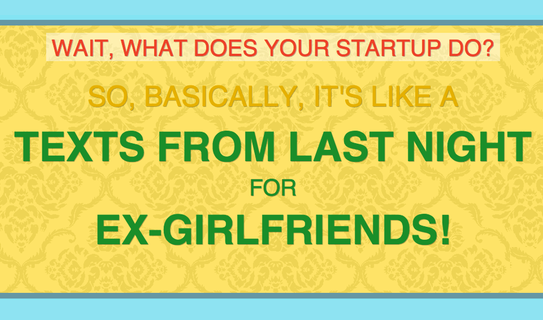 WAIT, WHAT DOES YOUR STARTUP DO?
SO, BASICALLY, IT'S LIKE A
TEXTS FROM LAST NIGHT
FOR
EX-GIRLFRIENDS!